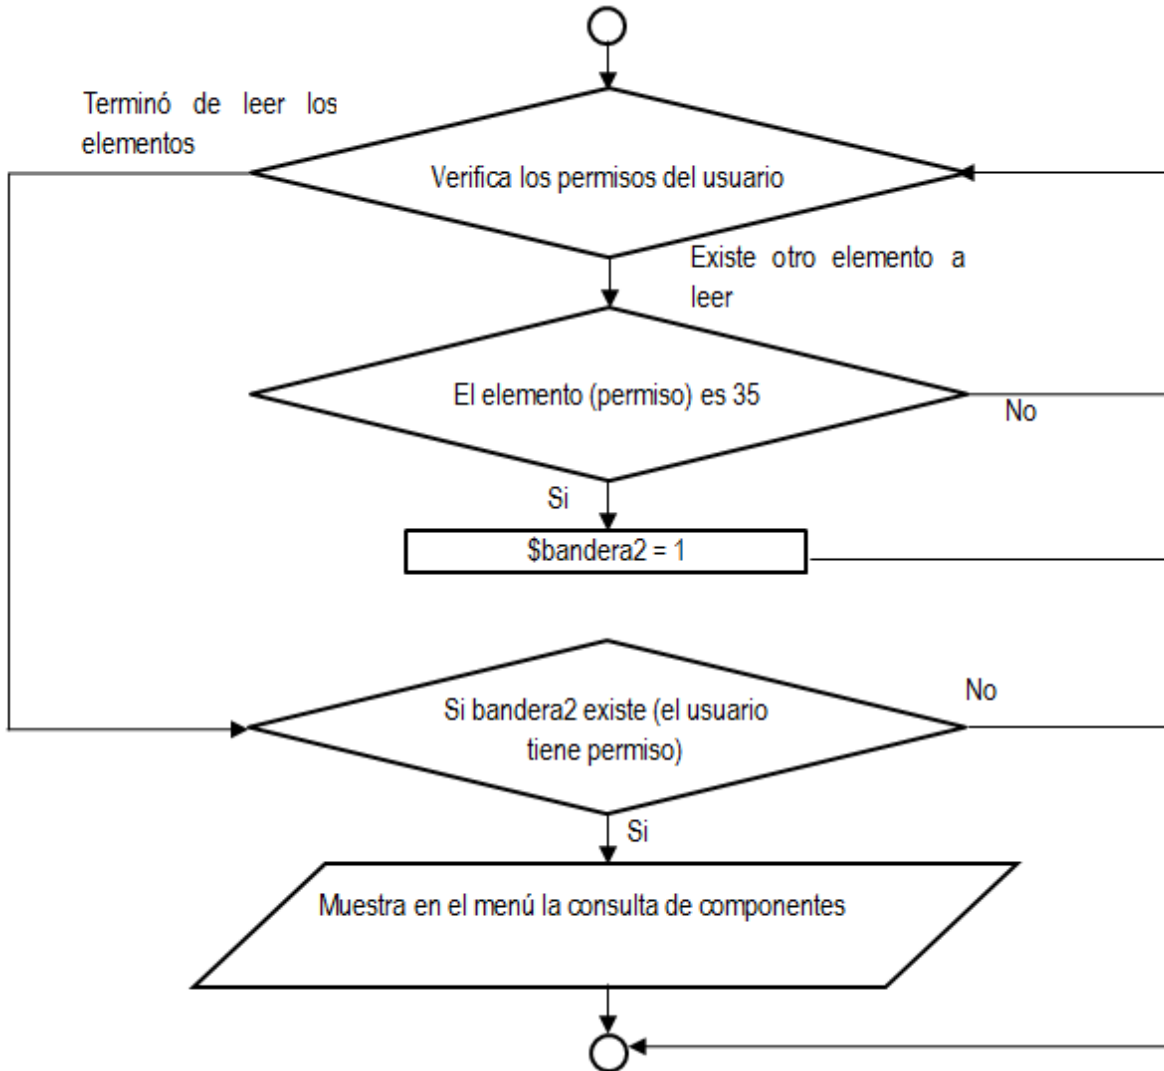 Terminó de leer los
elementos
Verifica los permisos del usuario
Existe otro elemento a
leer
El elemento (permiso) es 35
No
Si
$bandera2 = 1
Si bandera2 existe (el usuario
tiene permiso)
No
Si
Muestra en el menú la consulta de componentes